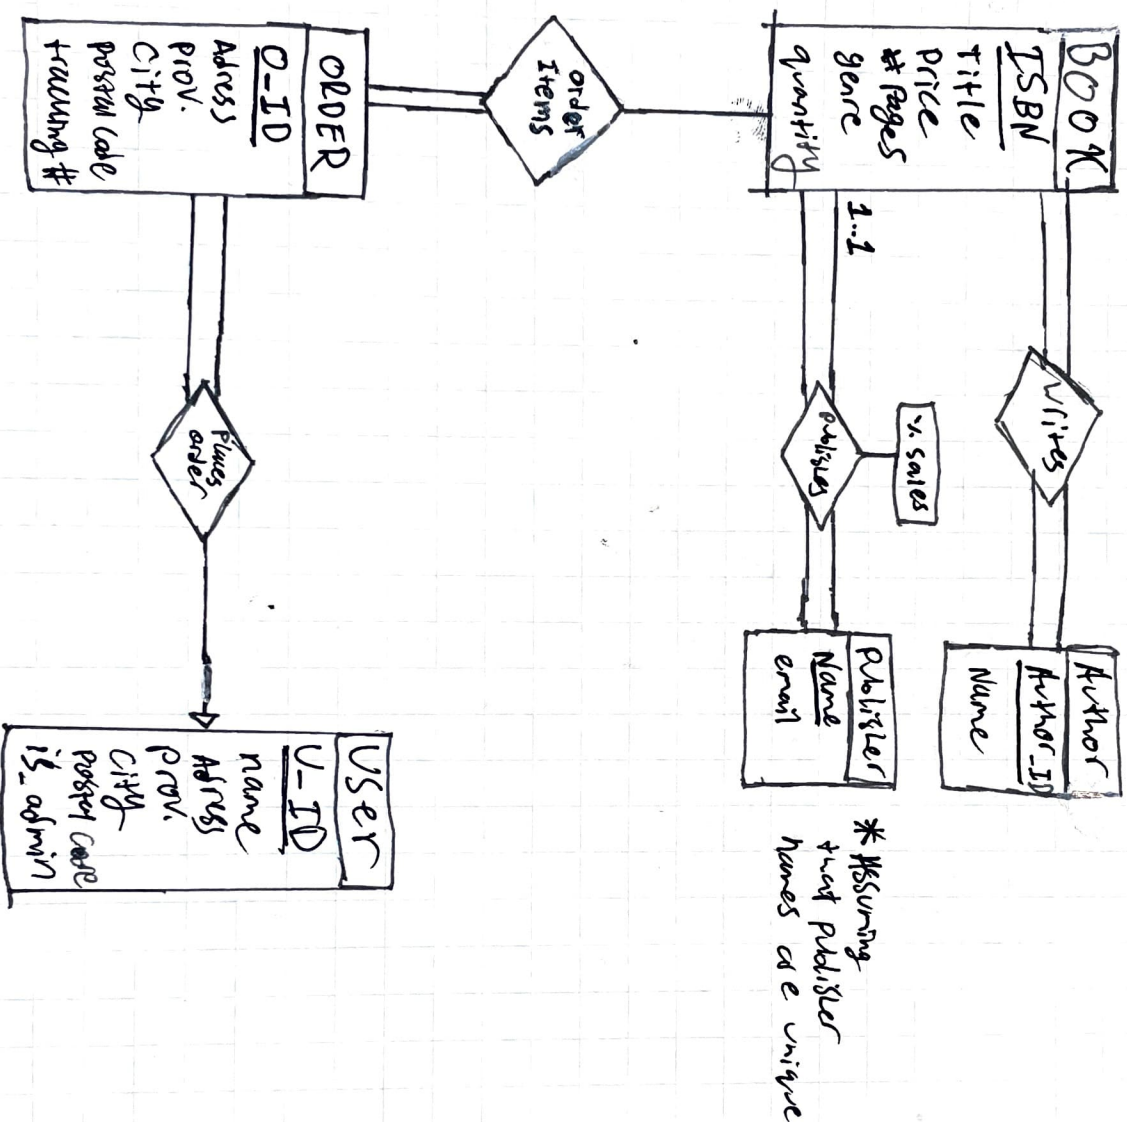 BOOK
ISBN
Title
Price
# Pages
genre
quantity
Writes
Author
Author_ID
Name
1..1
publishes
% sales
Publisher
Name
email
* Assuming
that publisher
names are unique
order
Items
ORDER
O_ID
Adress
Prov.
City
postal code
tracking #
Places
order
User
U_ID
name
Adress
Prov.
City
postal code
is_admin